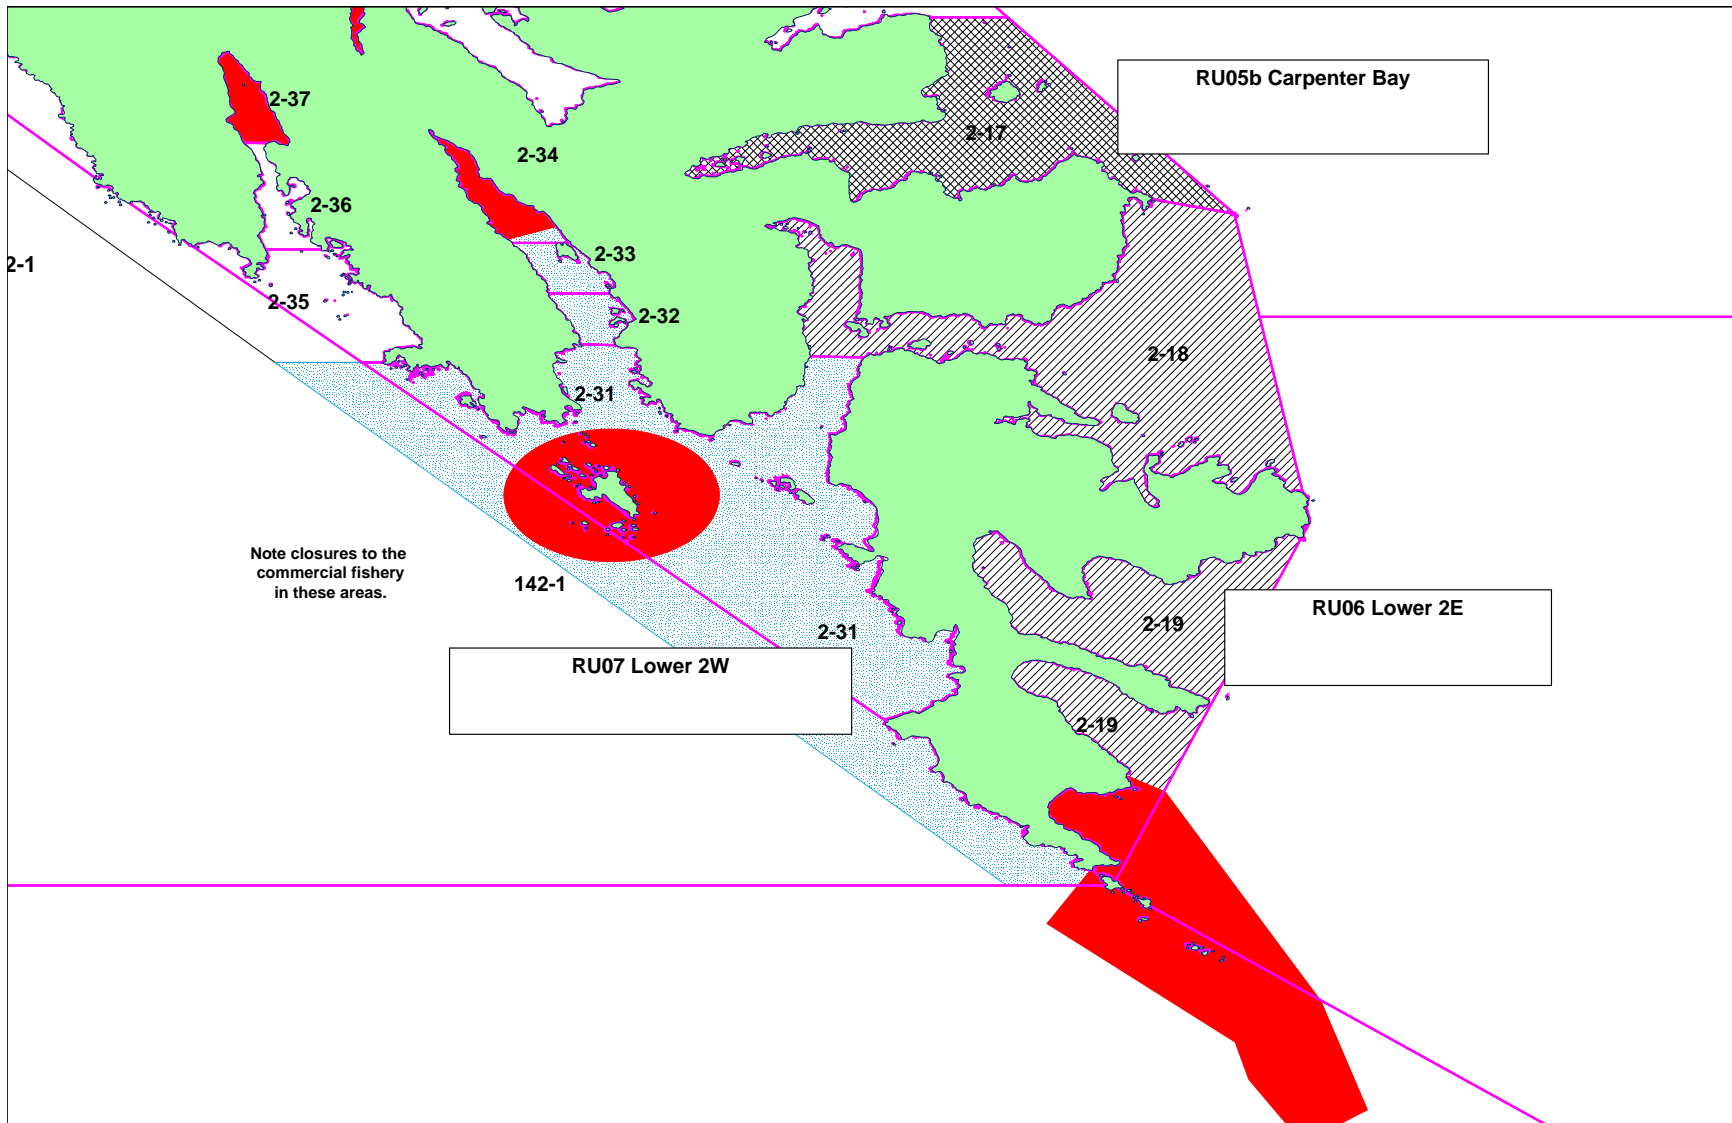 RU05b Carpenter Bay
2-37
2-17
2-34
2-36
2-33
2-1
2-35
2-32
2-18
2-31
Note closures to the
commercial fishery
in these areas.
142-1
RU06 Lower 2E
2-19
2-31
RU07 Lower 2W
2-19